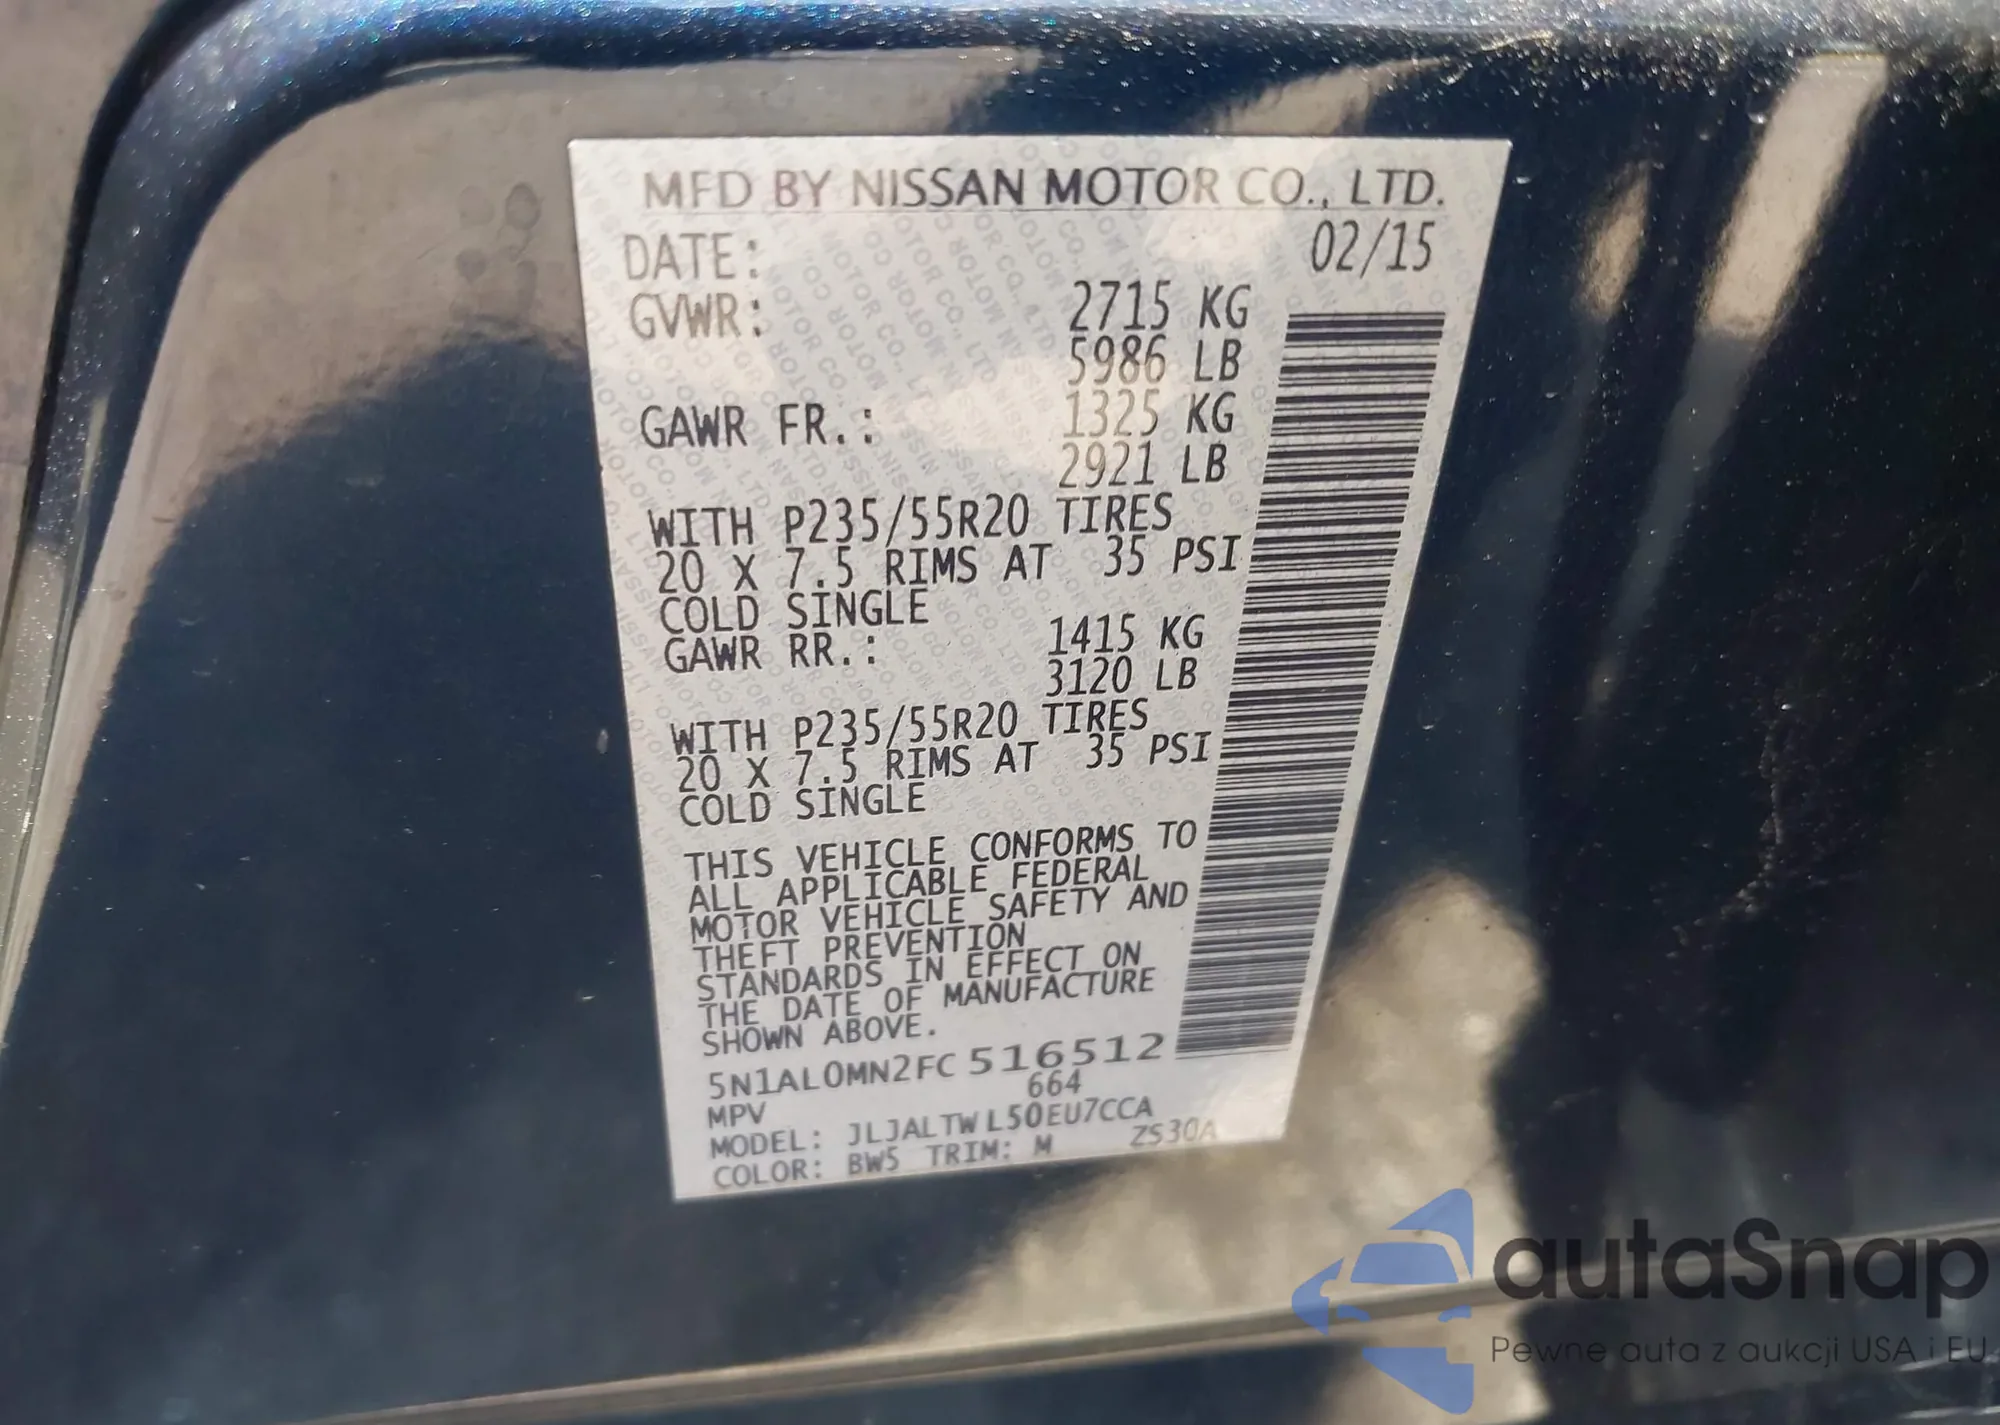 MFD BY NISSAN MOTOR CO., LTD.
DATE: 02/15
GVWR: 2715 KG
5986 LB
GAWR FR.: 1325 KG
2921 LB
WITH P235/55R20 TIRES
20 X 7.5 RIMS AT 35 PSI
COLD SINGLE
GAWR RR.: 1415 KG
3120 LB
WITH P235/55R20 TIRES
20 X 7.5 RIMS AT 35 PSI
COLD SINGLE
THIS VEHICLE CONFORMS TO
ALL APPLICABLE FEDERAL
MOTOR VEHICLE SAFETY AND
THEFT PREVENTION
STANDARDS IN EFFECT ON
THE DATE OF MANUFACTURE
SHOWN ABOVE.
5N1AL0MN2FC516512
MPV 664
MODEL: JLJALTWL50EU7CCA
COLOR: BW5 TRIM: M ZS30A
autaSnap
Pewne auta z aukcji USA i EU